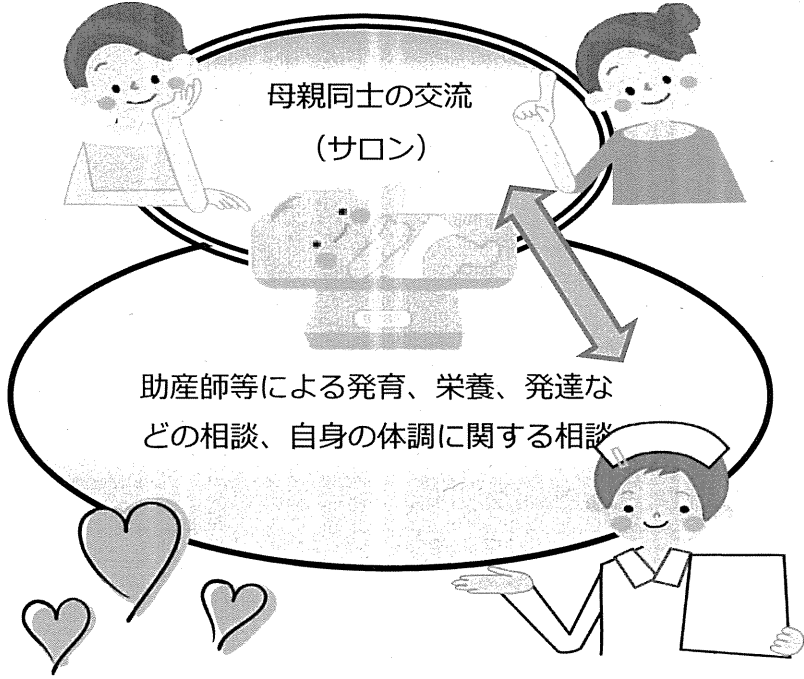 母親同士の交流
（サロン）
助産師等による発育、栄養、発達な
どの相談、自身の体調に関する相談